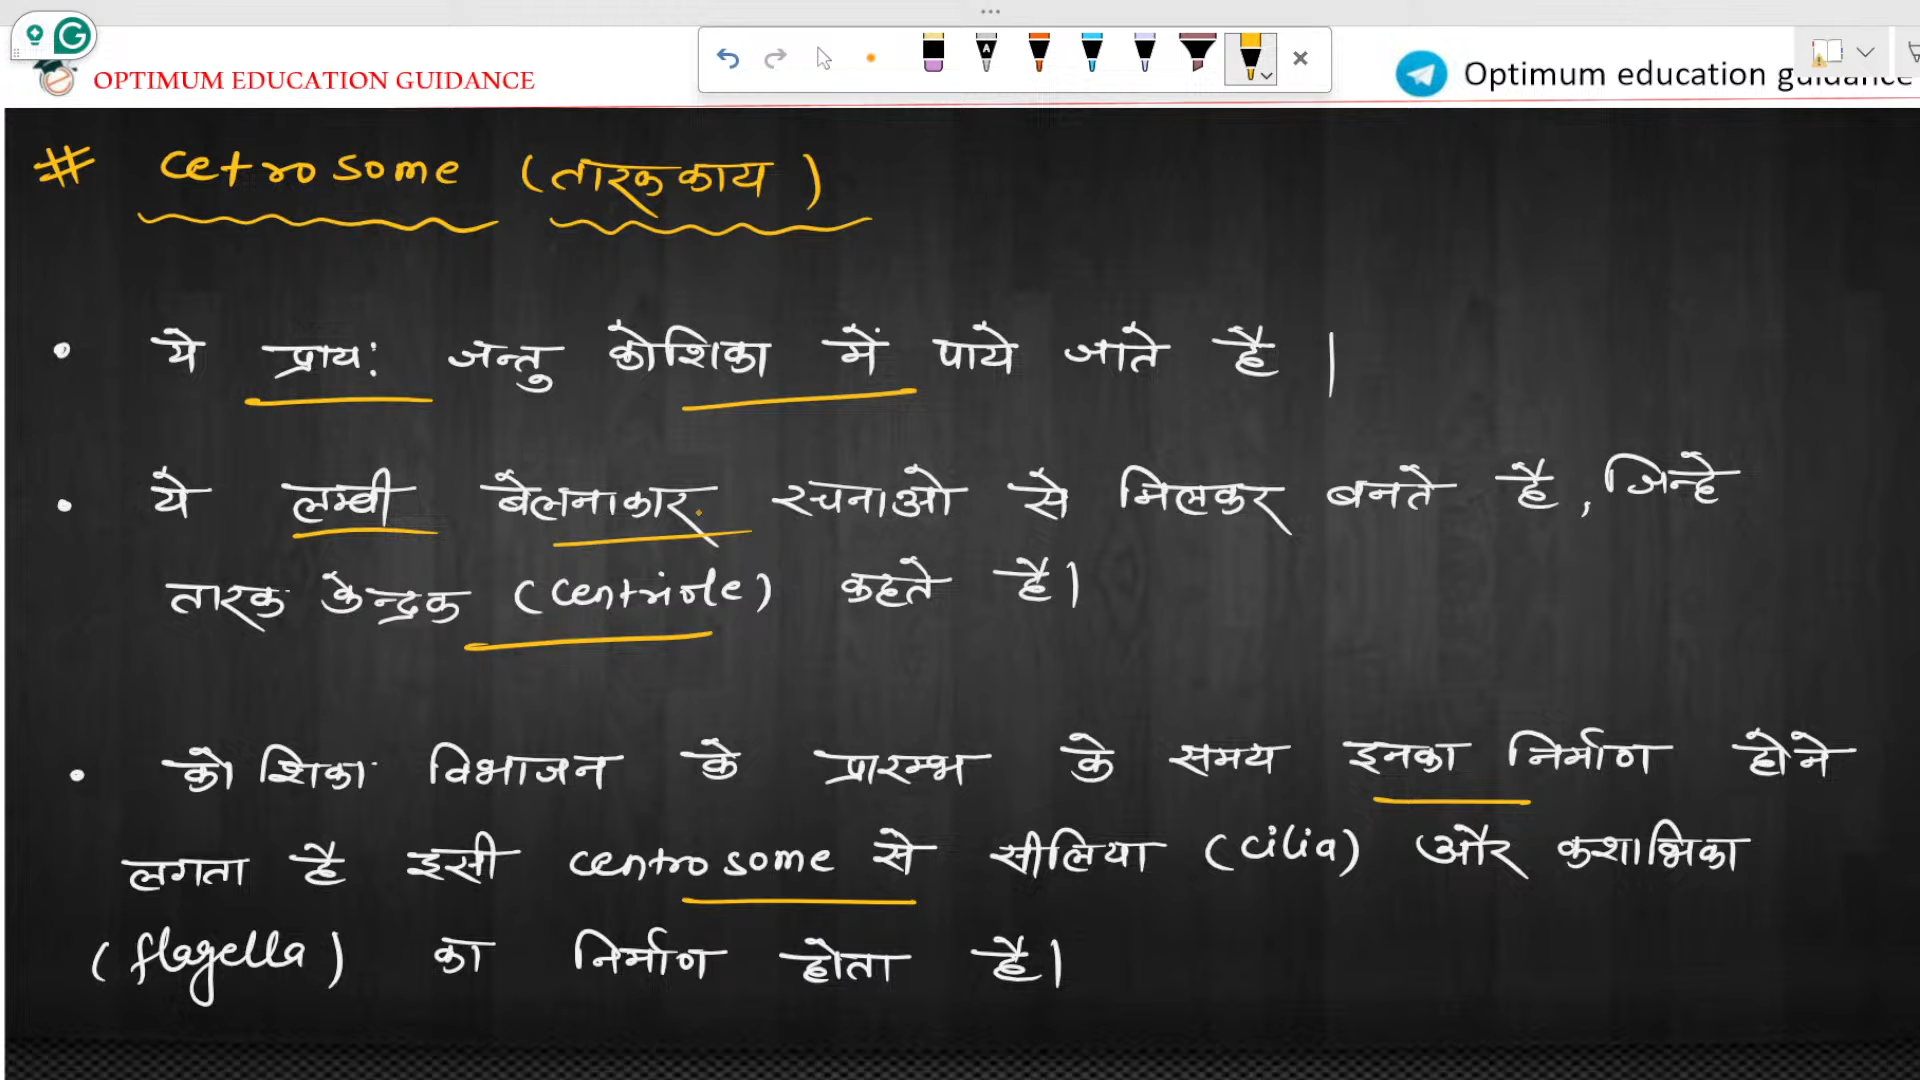 OPTIMUM EDUCATION GUIDANCE
Optimum education guidance
# cetrosome (तारककाय)
• ये प्राय: जन्तु कोशिका में पाये जाते है |
• ये लम्बी बेलनाकार रचनाओ से मिलकर बनते है, जिन्हे
तारक केन्द्रक (centriole) कहते है|
• कोशिका विभाजन के प्रारम्भ के समय इनका निर्माण होने
लगता है इसी centrosome से सीलिया (cilia) और कशाभिका
(flagella) का निर्माण होता है|